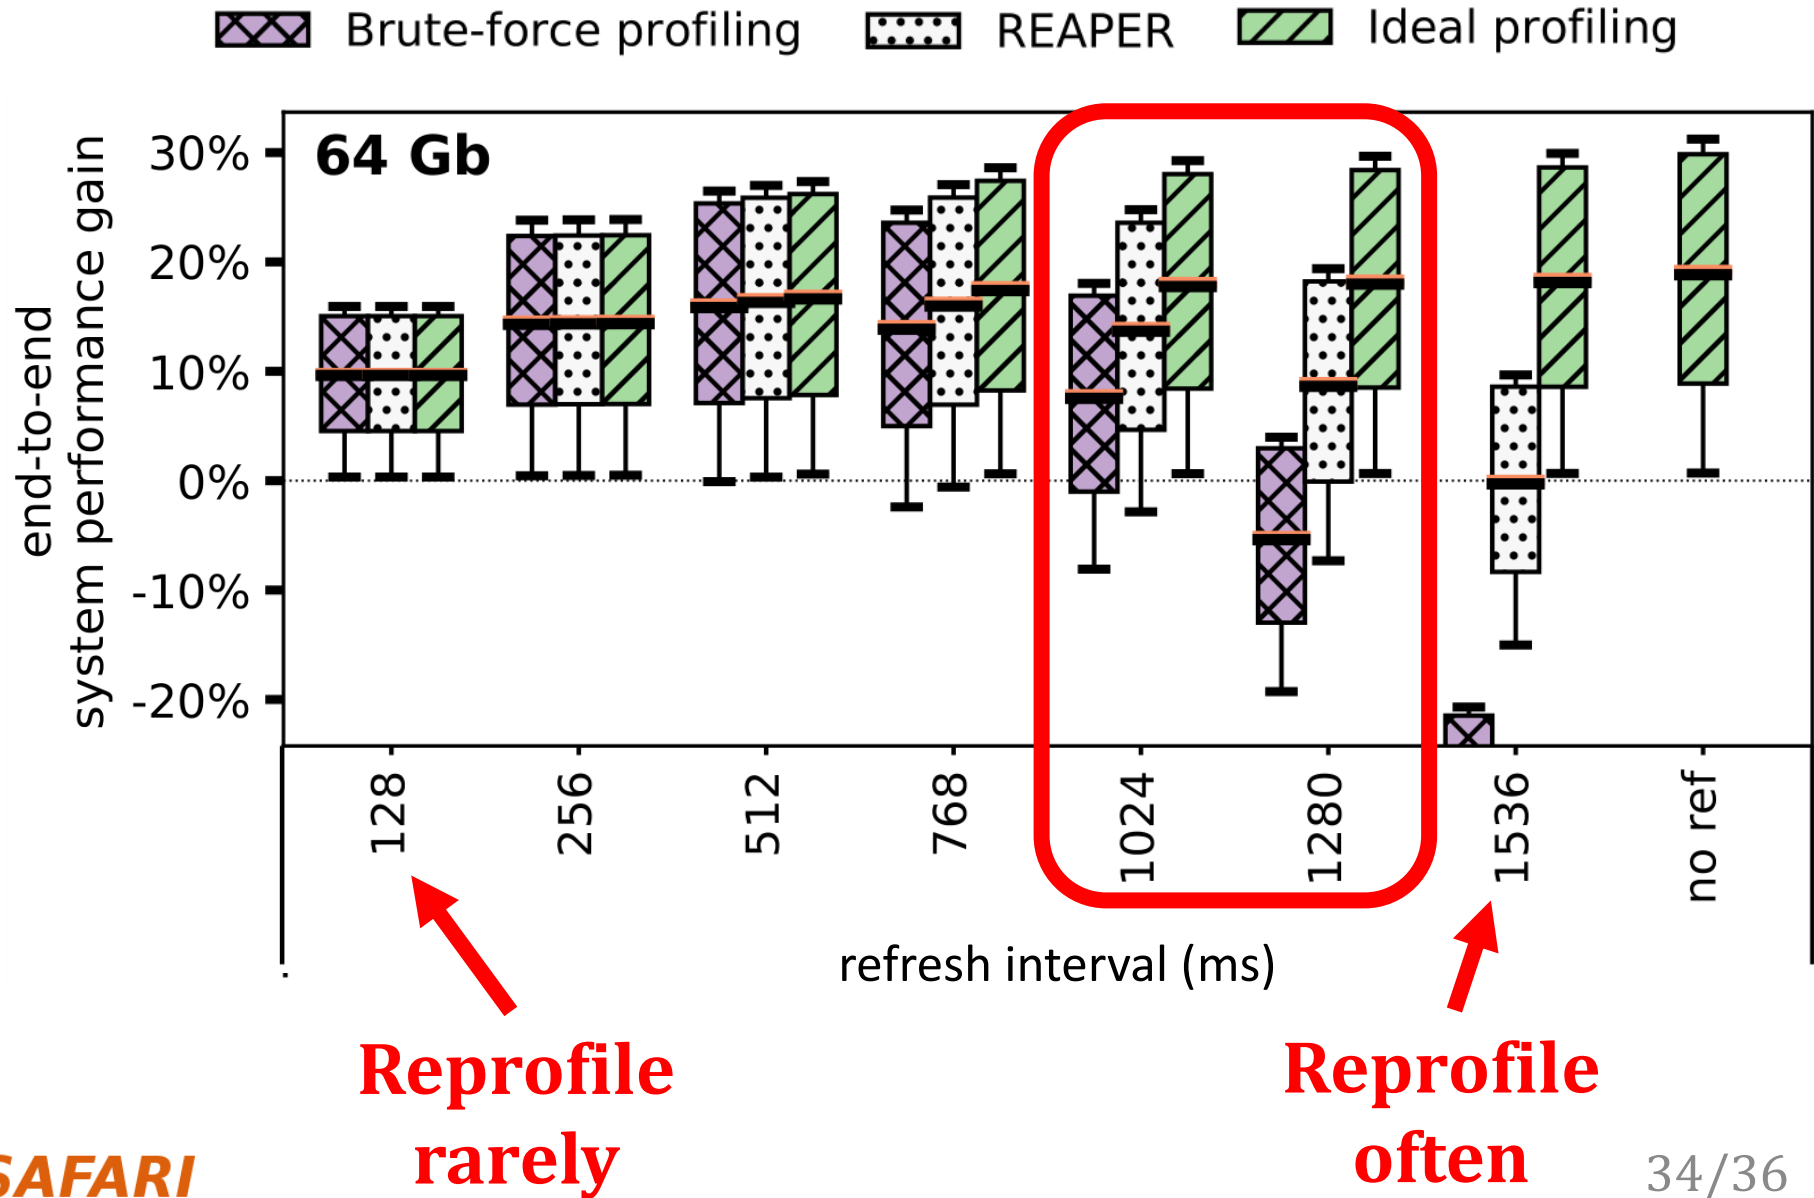 Brute-force profiling REAPER Ideal profiling
64 Gb
end-to-end
system performance gain
30%
20%
10%
0%
-10%
-20%
128 256 512 768 1024 1280 1536 no ref
refresh interval (ms)
Reprofile
rarely
Reprofile
often
SAFARI
34/36